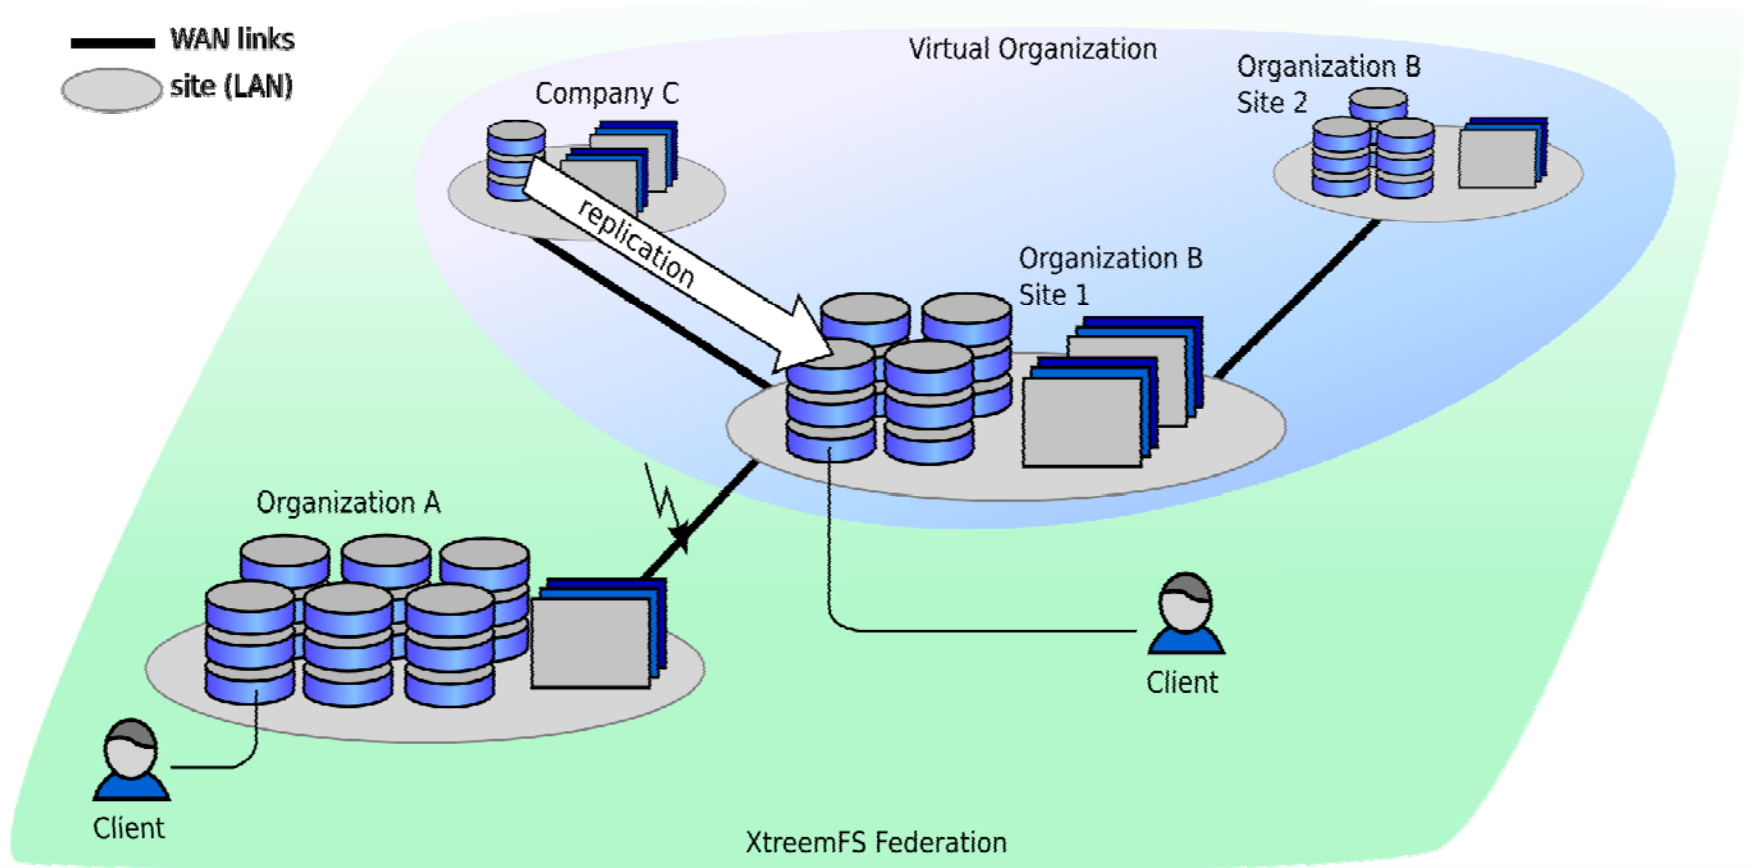 WAN links
site (LAN)
Virtual Organization
Company C
Organization B
Site 2
replication
Organization B
Site 1
Organization A
Client
Client
XtreemFS Federation